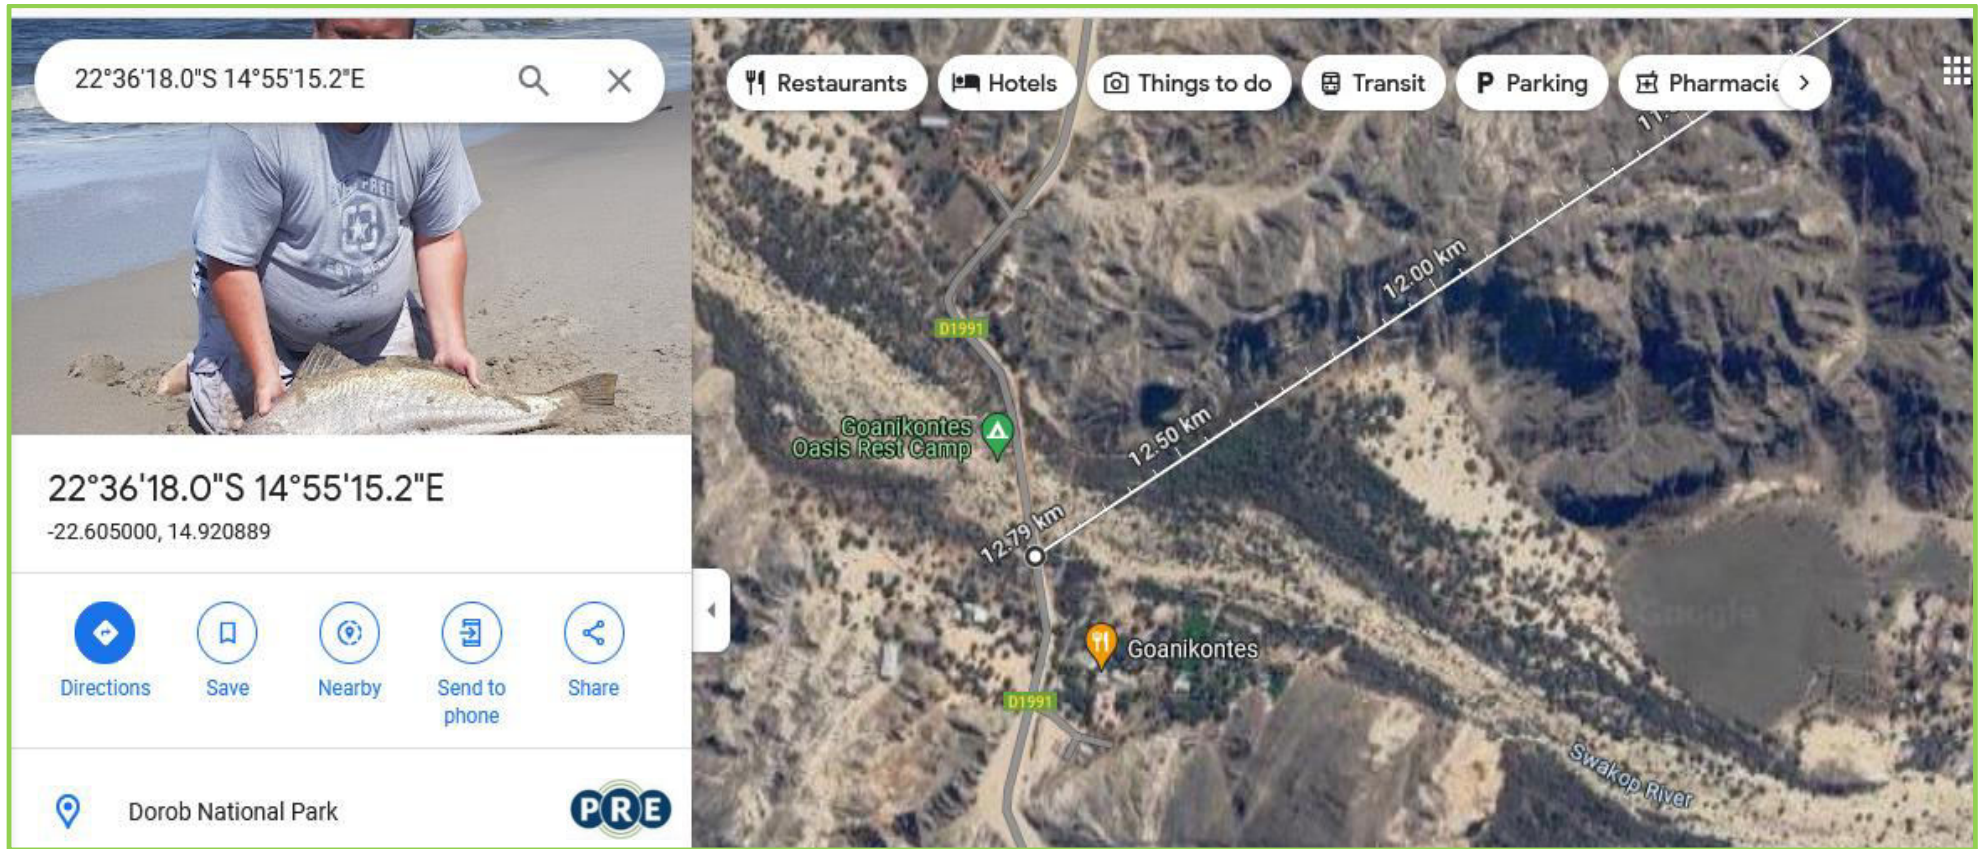 22°36'18.0"S 14°55'15.2"E
Restaurants
Hotels
Things to do
Transit
P Parking
Pharmacie
12.00 km
D1991
12.50 km
Goanikontes
Oasis Rest Camp
12.79 km
Goanikontes
D1991
Swakop River
Google
22°36'18.0"S 14°55'15.2"E
-22.605000, 14.920889
Directions
Save
Nearby
Send to
phone
Share
Dorob National Park
PRE